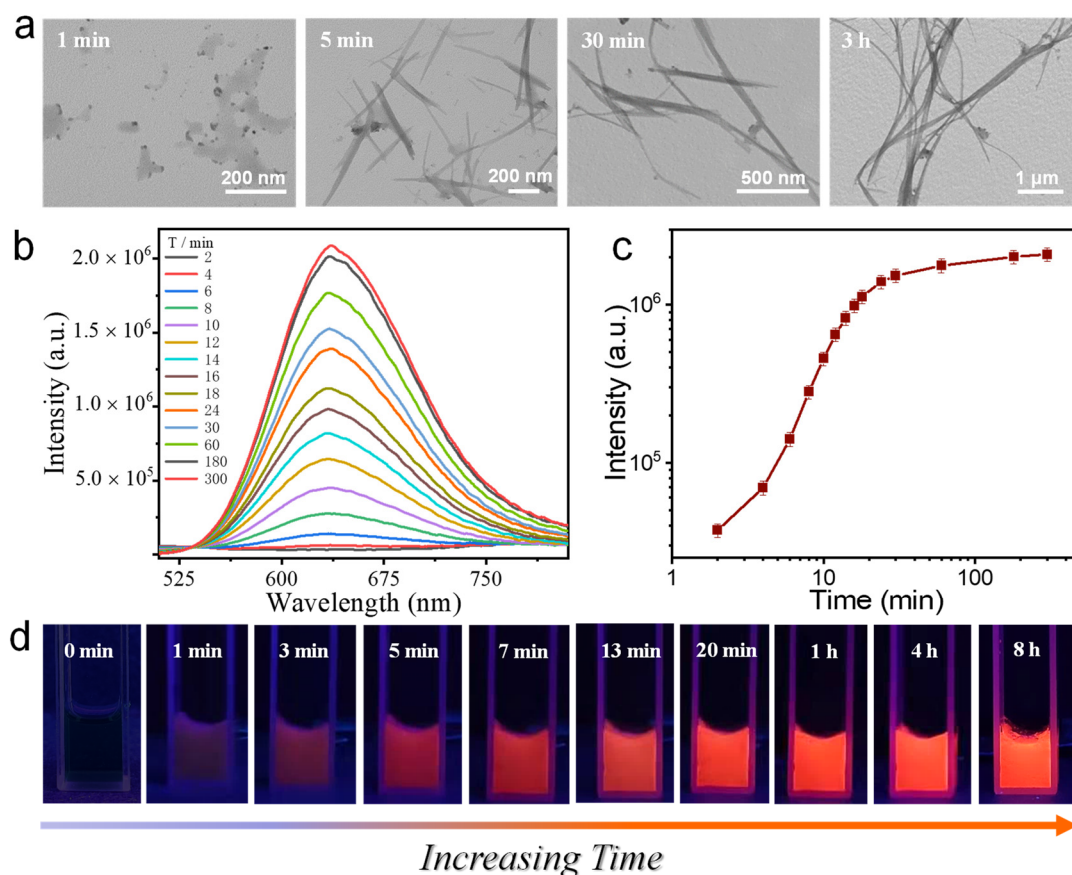 a
1 min
5 min
30 min
3 h
200 nm
200 nm
500 nm
1 μm
b
T / min
2
4
6
8
10
12
14
16
18
24
30
60
180
300
2.0 × 10⁶
1.5 × 10⁶
1.0 × 10⁶
5.0 × 10⁵
Intensity (a.u.)
525 600 675 750
Wavelength (nm)
c
10⁶
10⁵
Intensity (a.u.)
1 10 100
Time (min)
d
0 min
1 min
3 min
5 min
7 min
13 min
20 min
1 h
4 h
8 h
Increasing Time